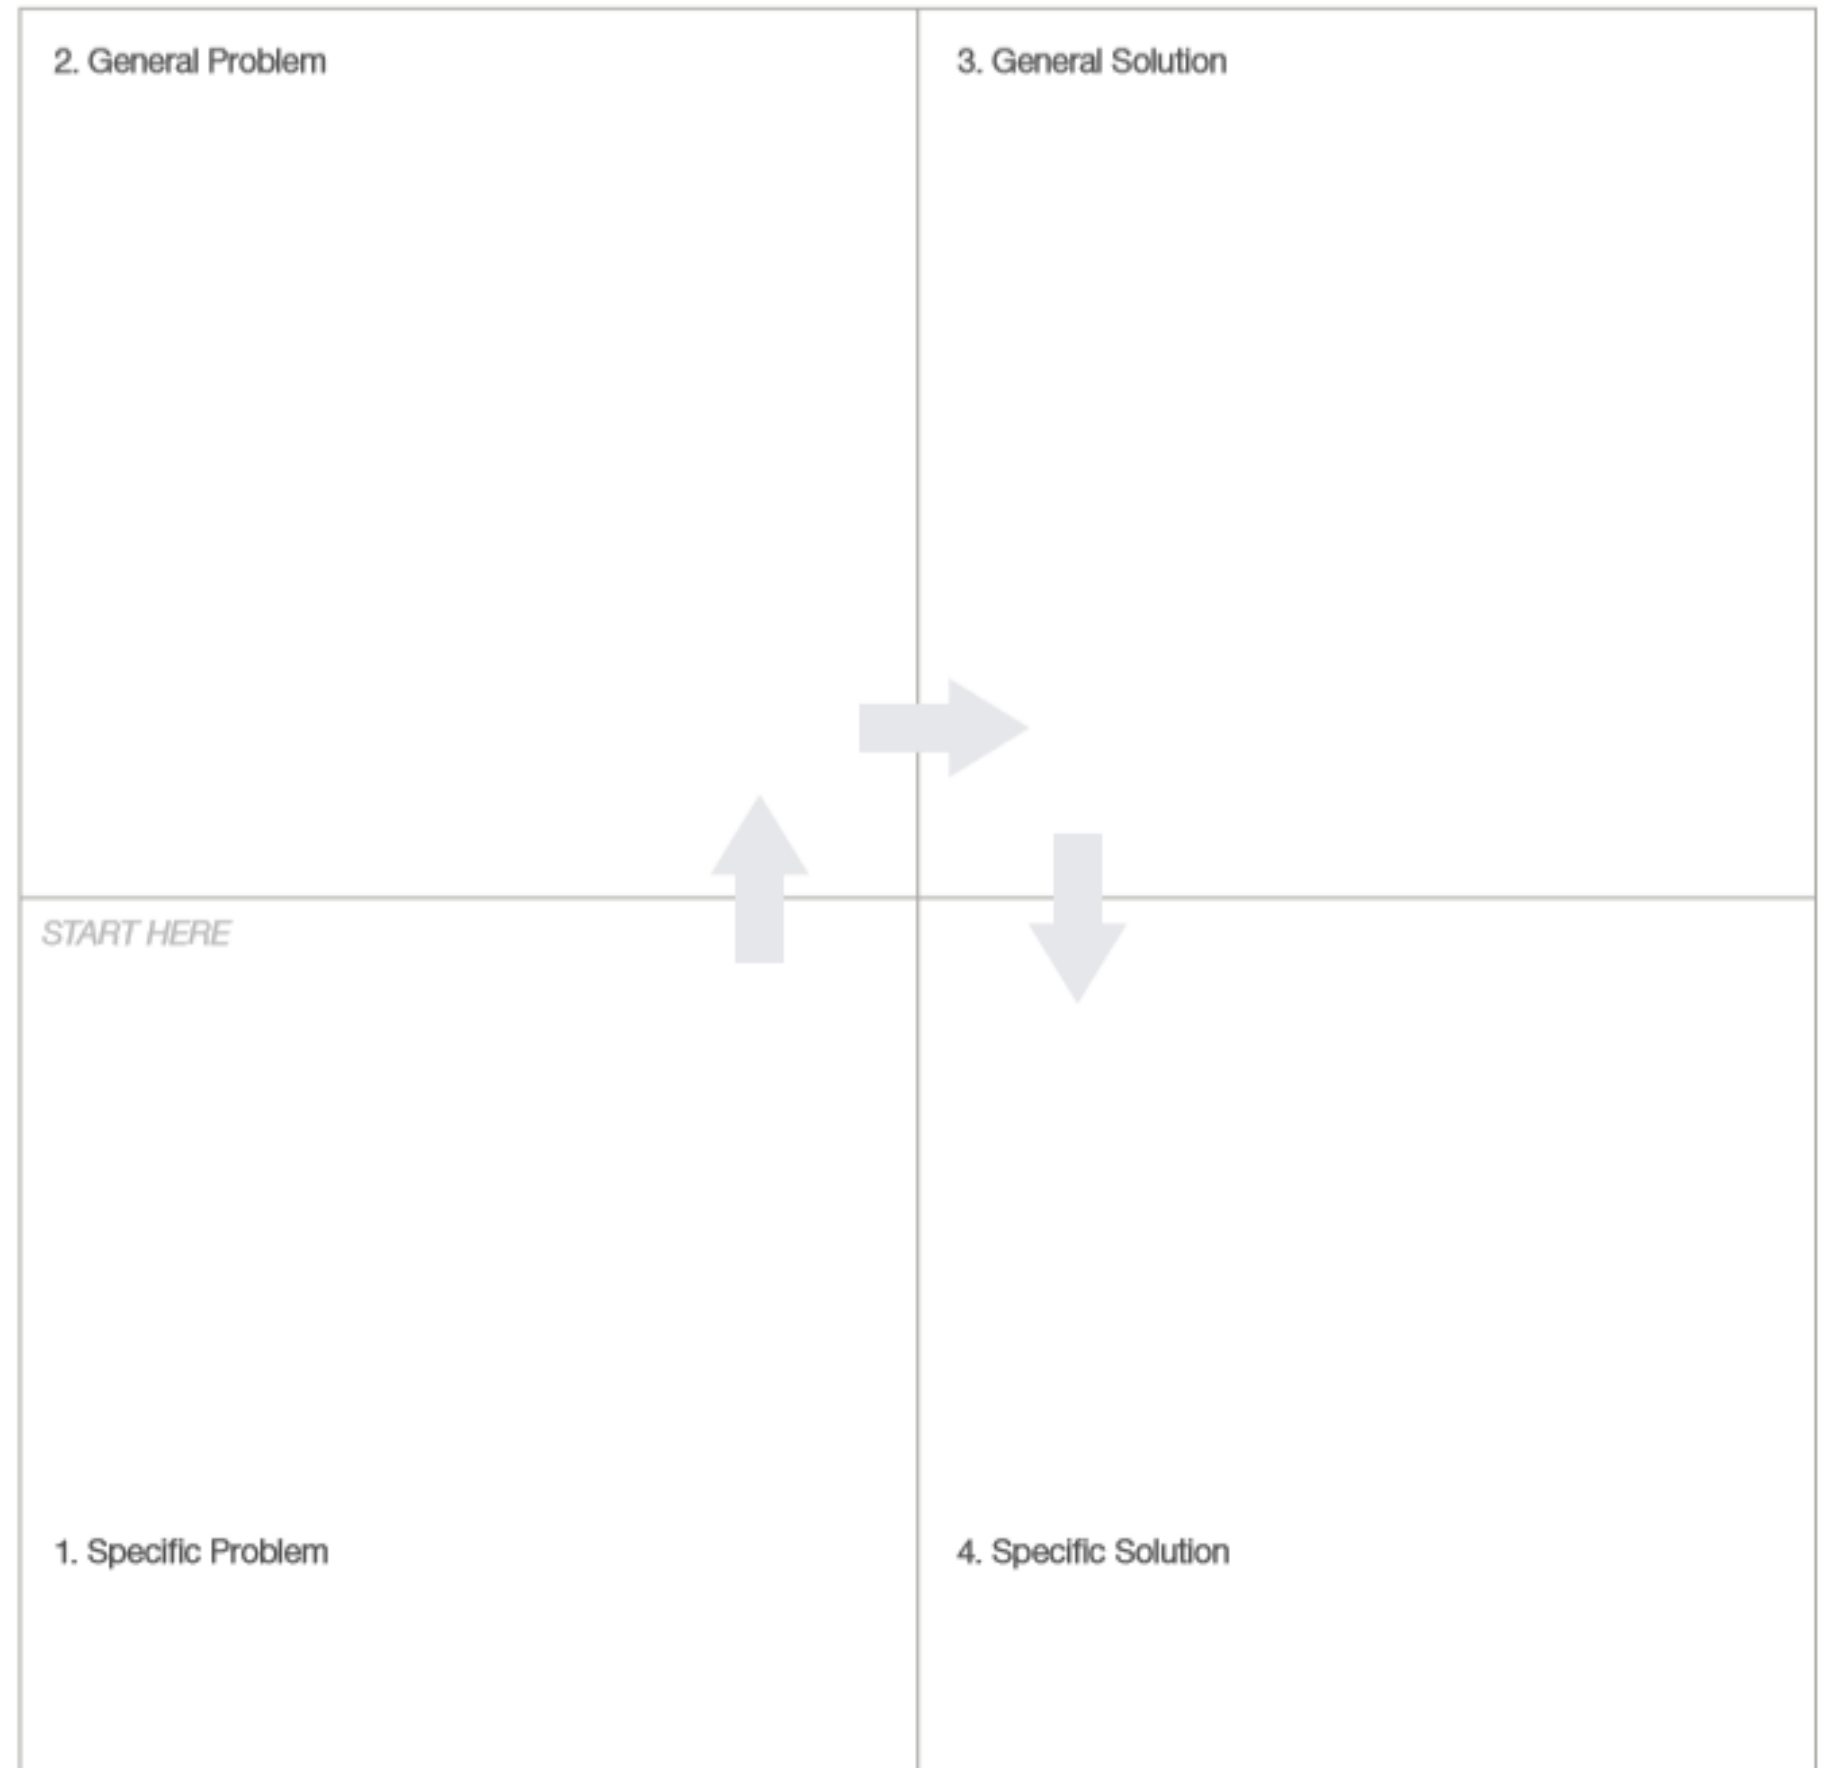 2. General Problem
3. General Solution
START HERE
1. Specific Problem
4. Specific Solution